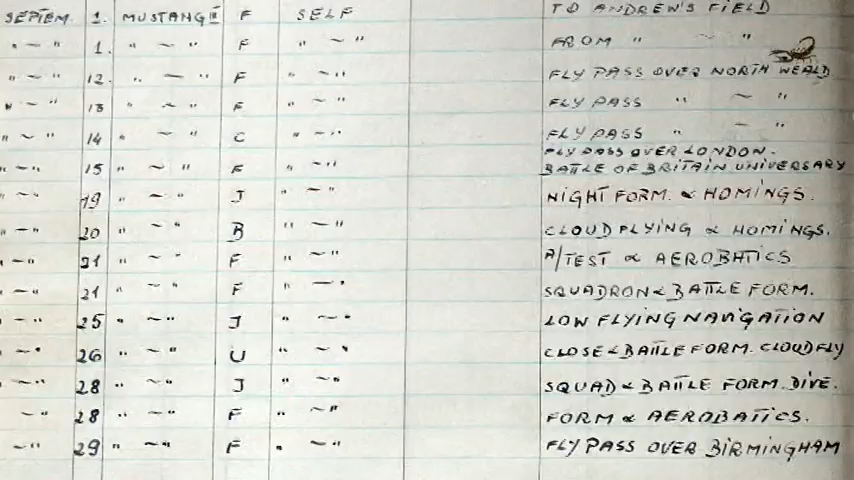 SEPTEM. 1. MUSTANG III F SELF TO ANDREW'S FIELD
" ~ " 1. " ~ " F " ~ " FROM " ~ "
" ~ " 12. " ~ " F " ~ " FLY PASS OVER NORTH WEALD
" ~ " 13 " ~ " F " ~ " FLY PASS " ~ "
" ~ " 14 " ~ " C " ~ " FLY PASS " ~ "
FLY PASS OVER LONDON.
" ~ " 15 " ~ " F " ~ " BATTLE OF BRITAIN UNIVERSARY
" ~ " 19 " ~ " J " ~ " NIGHT FORM. & HOMINGS.
" ~ " 20 " ~ " B " ~ " CLOUD FLYING & HOMINGS.
" ~ " 21 " ~ " F " ~ " A/TEST & AEROBATICS
" ~ " 21 " ~ " F " ~ " SQUADRON & BATTLE FORM.
" ~ " 25 " ~ " J " ~ " LOW FLYING NAVIGATION
" ~ " 26 " ~ " U " ~ " CLOSE & BATTLE FORM. CLOUDFLY
" ~ " 28 " ~ " J " ~ " SQUAD & BATTLE FORM. DIVE.
~ " 28 " ~ " F " ~ " FORM & AEROBATICS.
~ " 29 " ~ " F " ~ " FLY PASS OVER BIRMINGHAM